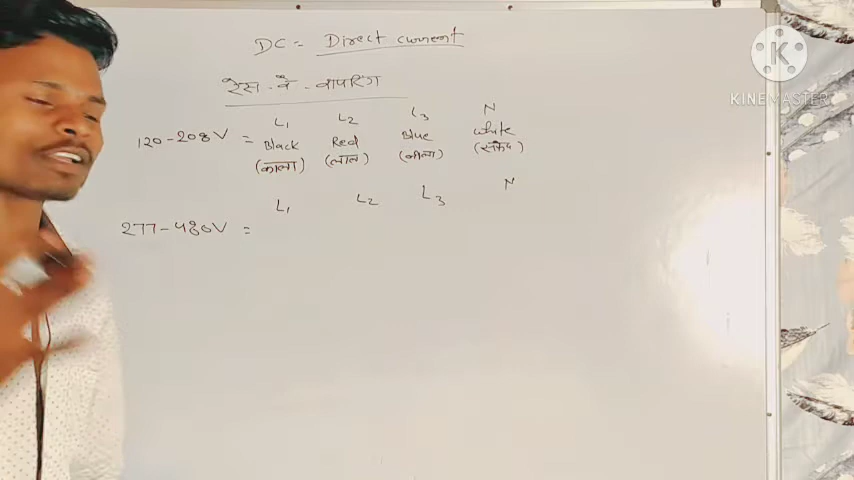 DC = Direct current
रेस - के - वायरिंग
L1 L2 L3 N
120-208V = Black Red Blue white
(काला) (लाल) (नीला) (सफेद)
L1 L2 L3 N
277-480V =
K
KINEMASTER